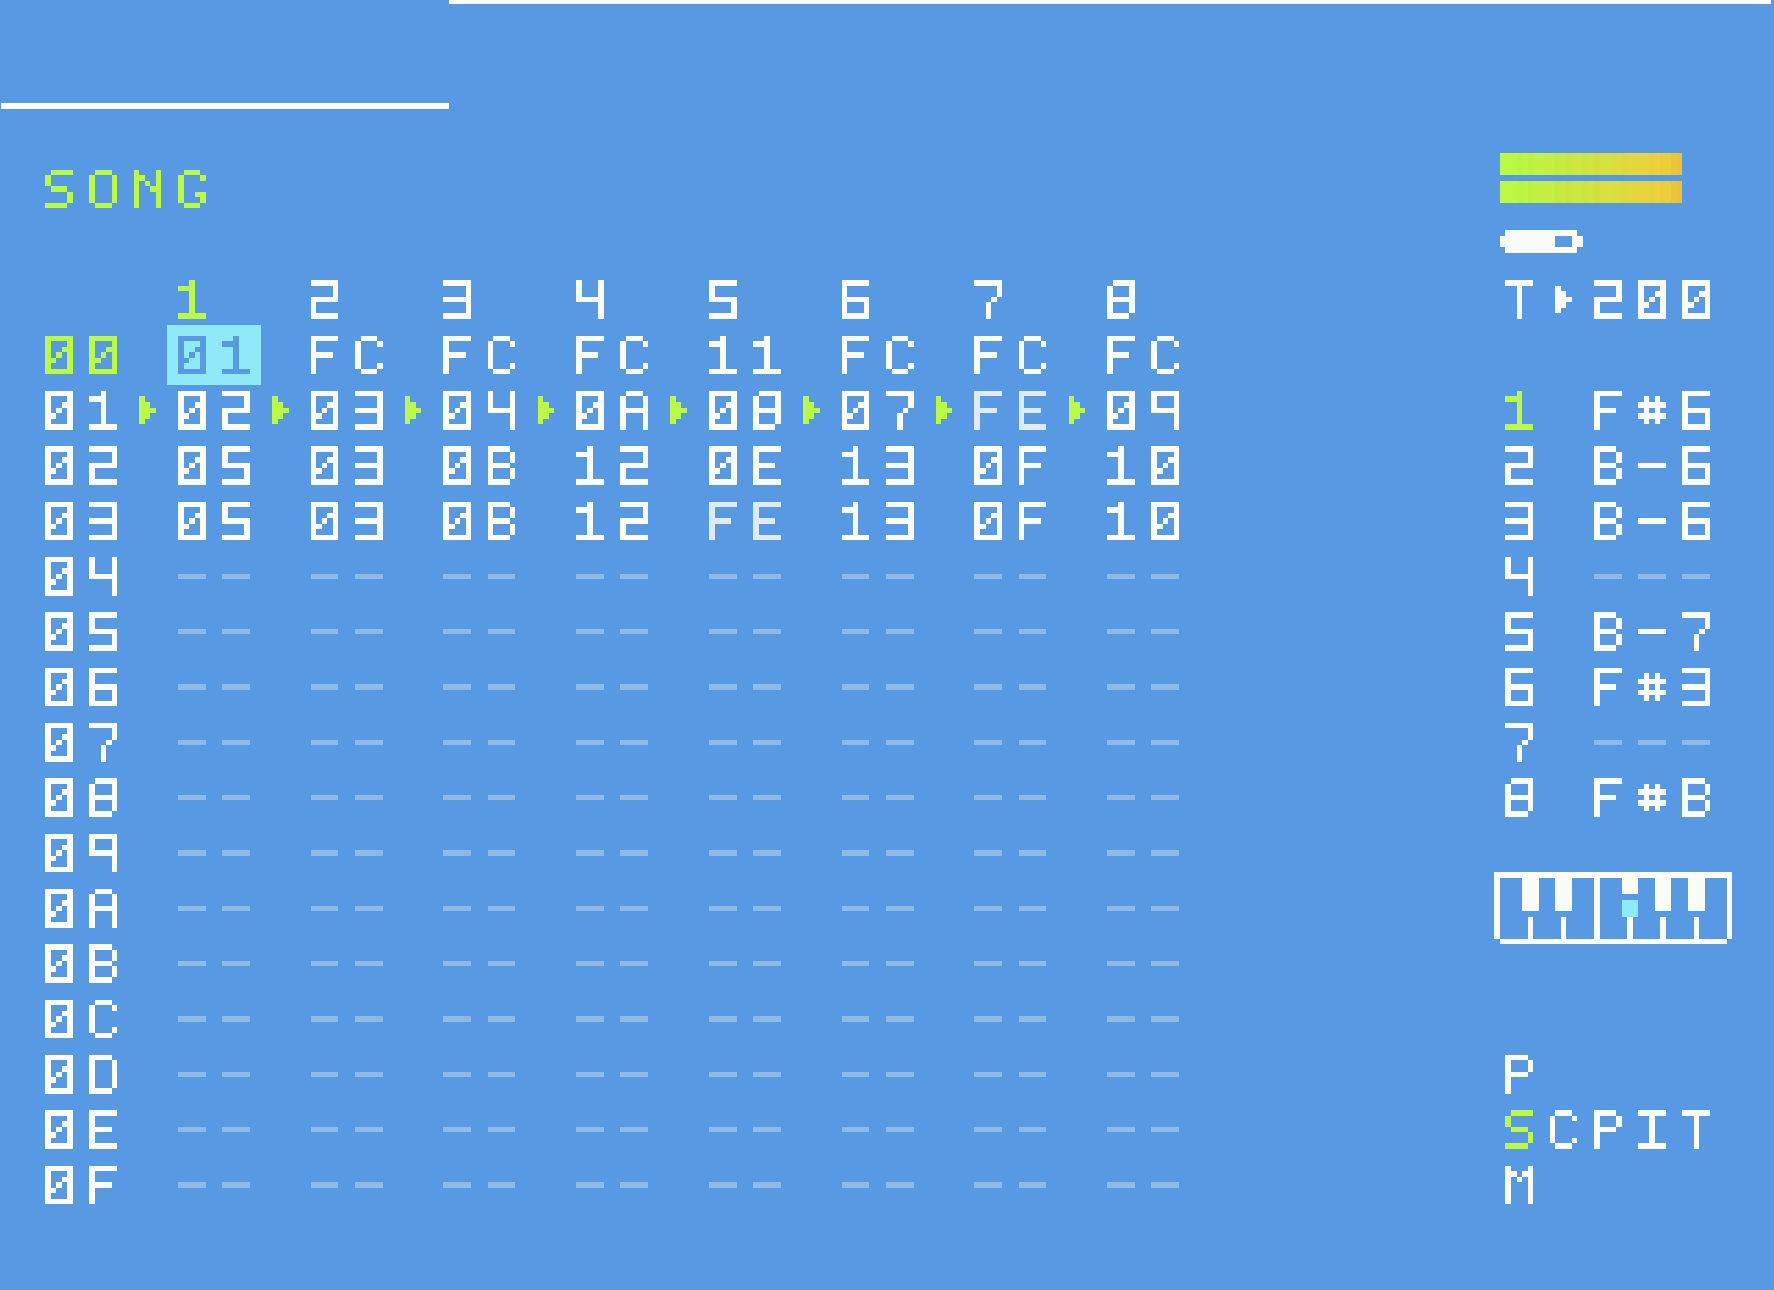 SONG
1 2 3 4 5 6 7 8 T▸200
00 01 FC FC FC 11 FC FC FC
01▸02▸03▸04▸0A▸08▸07▸FE▸09 1 F#6
02 05 03 0B 12 0E 13 0F 10 2 B-6
03 05 03 0B 12 FE 13 0F 10 3 B-6
04 -- -- -- -- -- -- -- -- 4 ---
05 -- -- -- -- -- -- -- -- 5 B-7
06 -- -- -- -- -- -- -- -- 6 F#3
07 -- -- -- -- -- -- -- -- 7 ---
08 -- -- -- -- -- -- -- -- 8 F#B
09 -- -- -- -- -- -- -- --
0A -- -- -- -- -- -- -- --
0B -- -- -- -- -- -- -- --
0C -- -- -- -- -- -- -- --
0D -- -- -- -- -- -- -- -- P
0E -- -- -- -- -- -- -- -- SCPIT
0F -- -- -- -- -- -- -- -- M